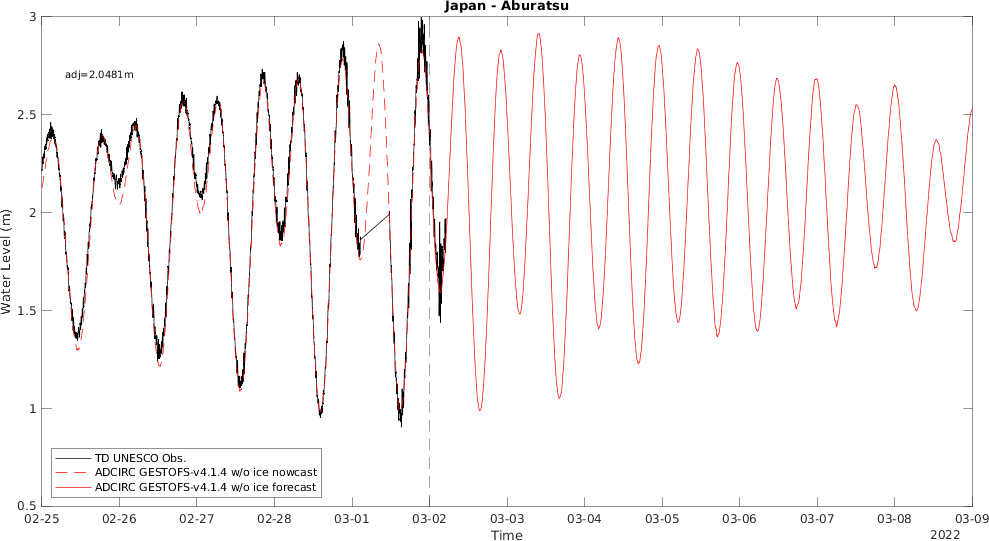 Japan - Aburatsu
adj=2.0481m
Water Level (m)
3
2.5
2
1.5
1
0.5
TD UNESCO Obs.
ADCIRC GESTOFS-v4.1.4 w/o ice nowcast
ADCIRC GESTOFS-v4.1.4 w/o ice forecast
02-25 02-26 02-27 02-28 03-01 03-02 03-03 03-04 03-05 03-06 03-07 03-08 03-09
Time
2022